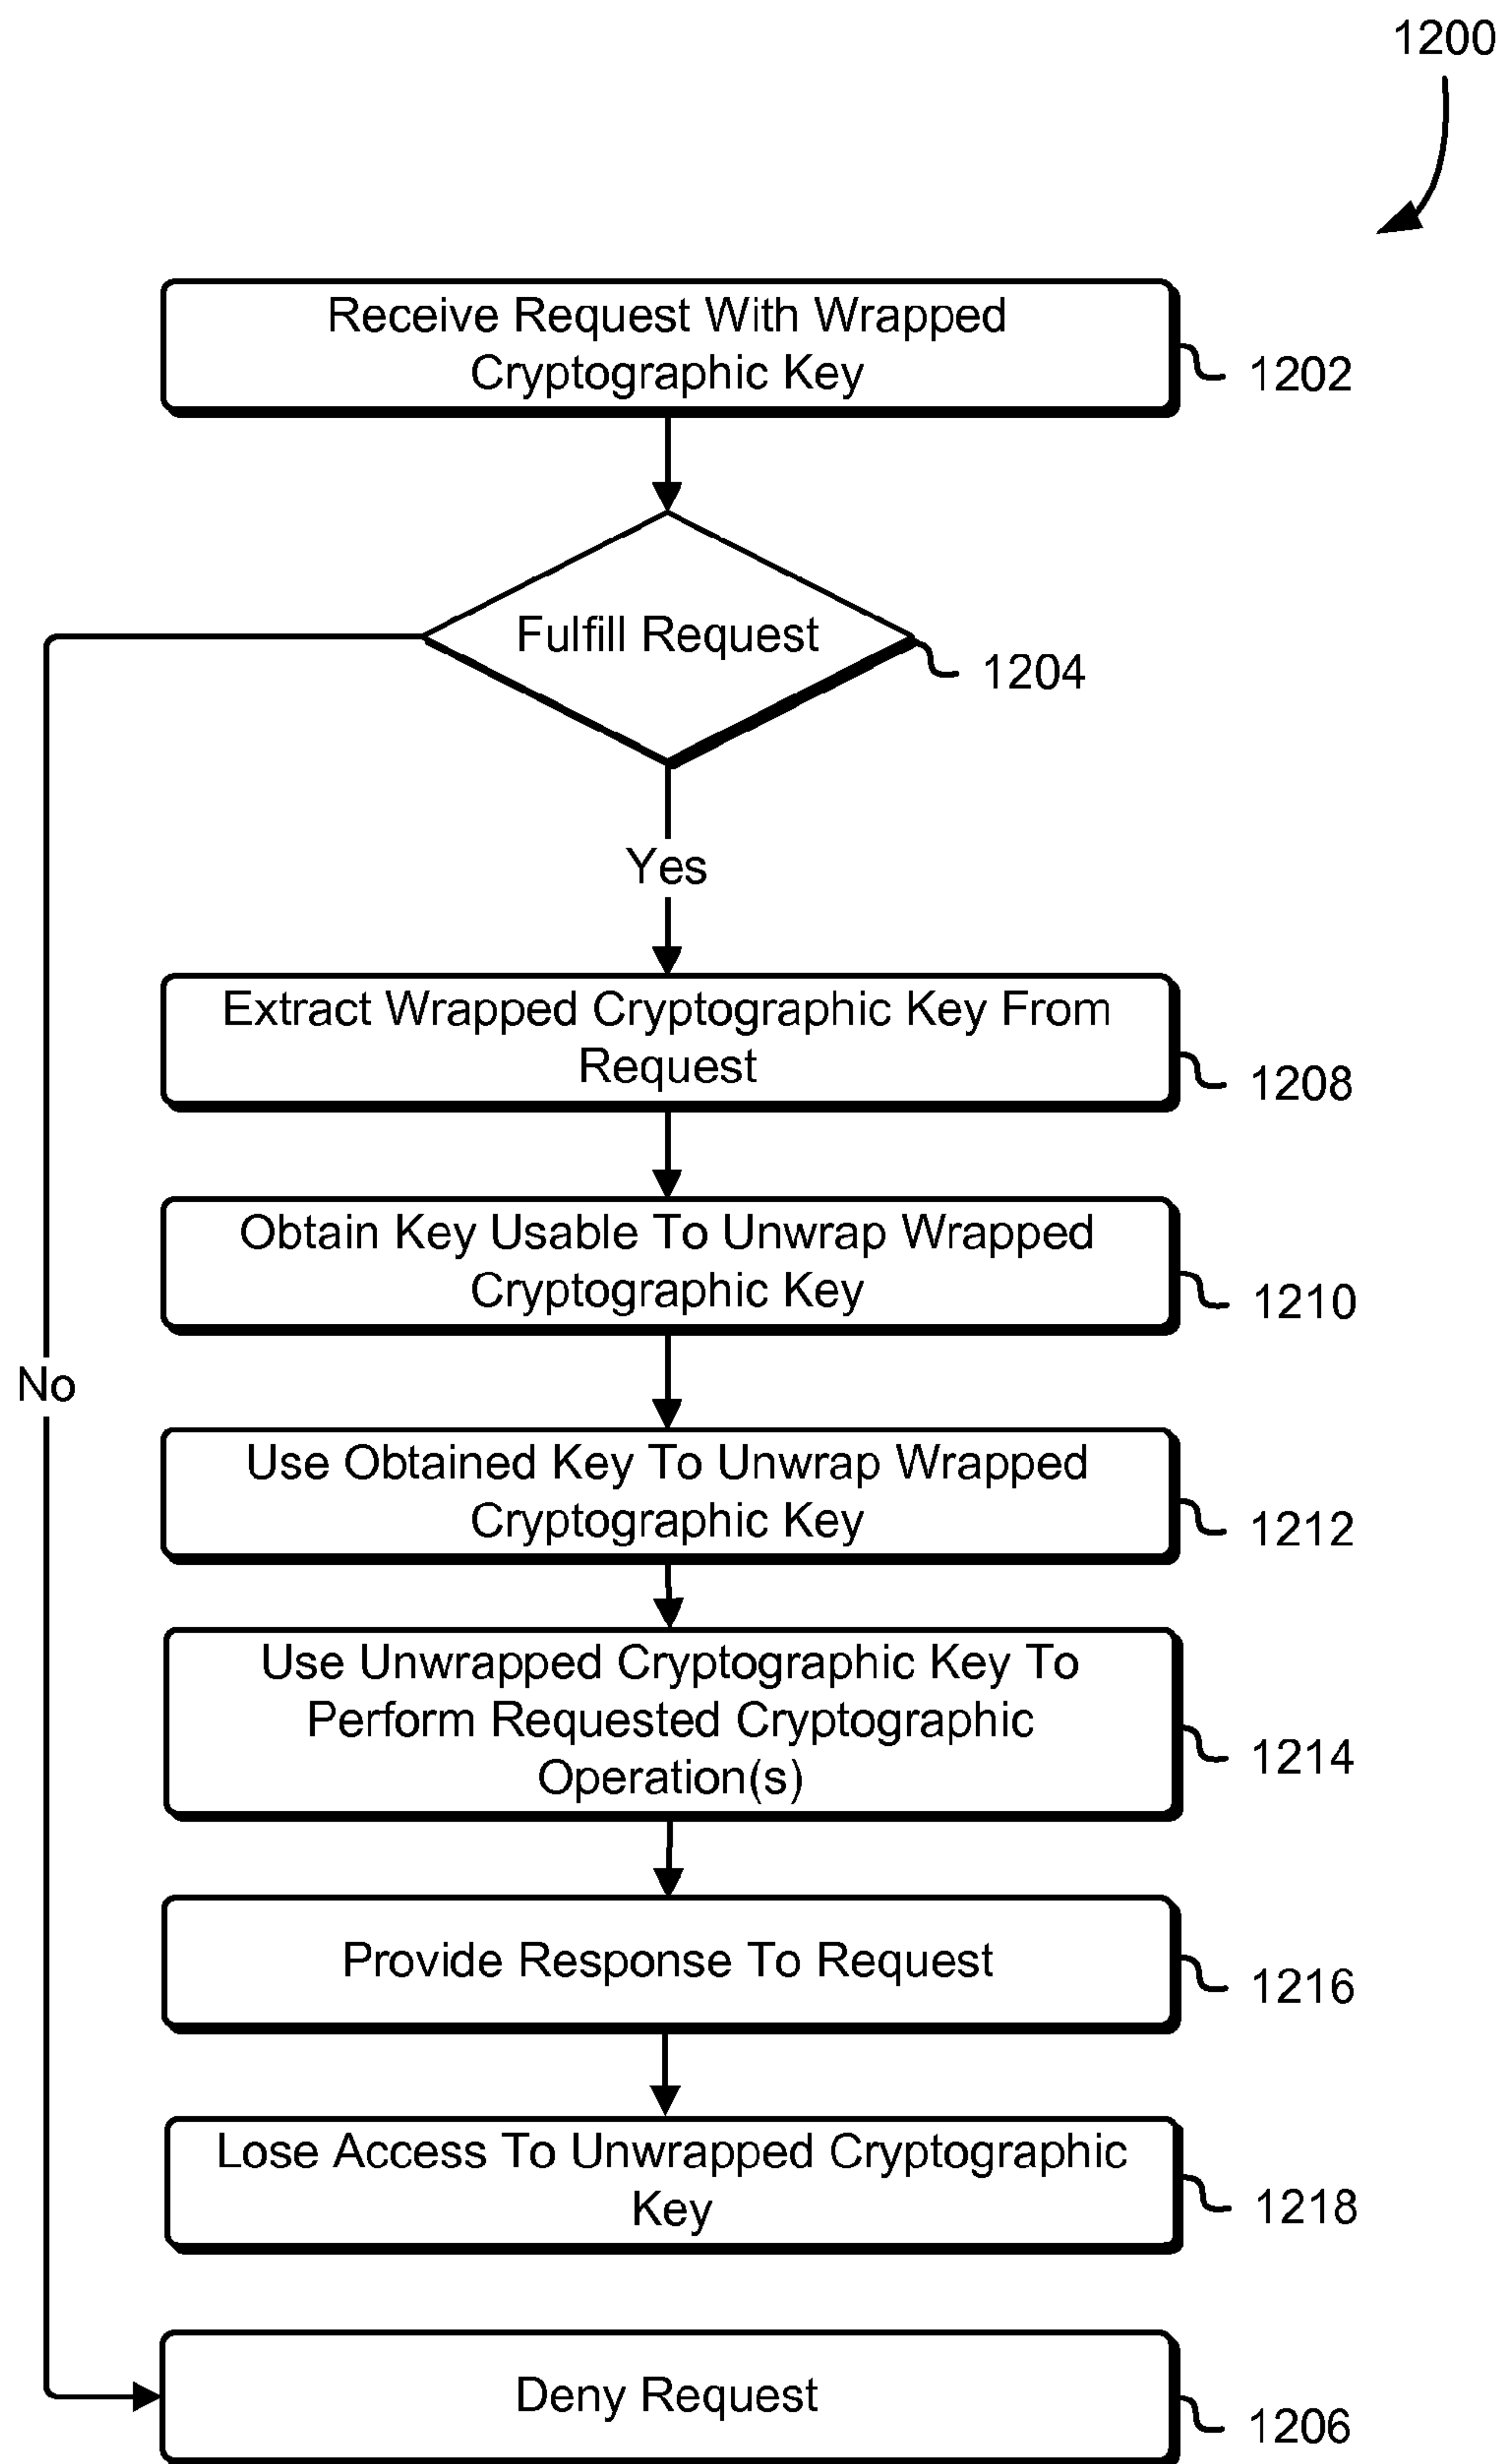 1200
Receive Request With Wrapped
Cryptographic Key
1202
Fulfill Request
1204
Yes
Extract Wrapped Cryptographic Key From
Request
1208
Obtain Key Usable To Unwrap Wrapped
Cryptographic Key
1210
No
Use Obtained Key To Unwrap Wrapped
Cryptographic Key
1212
Use Unwrapped Cryptographic Key To
Perform Requested Cryptographic
Operation(s)
1214
Provide Response To Request
1216
Lose Access To Unwrapped Cryptographic
Key
1218
Deny Request
1206